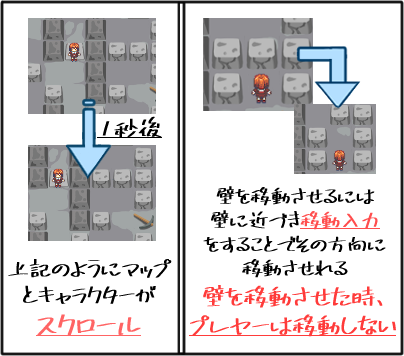 1秒後
上記のようにマップ
とキャラクターが
スクロール
壁を移動させるには
壁に近づき移動入力
をすることでその方向に
移動させれる
壁を移動させた時、
プレヤーは移動しない